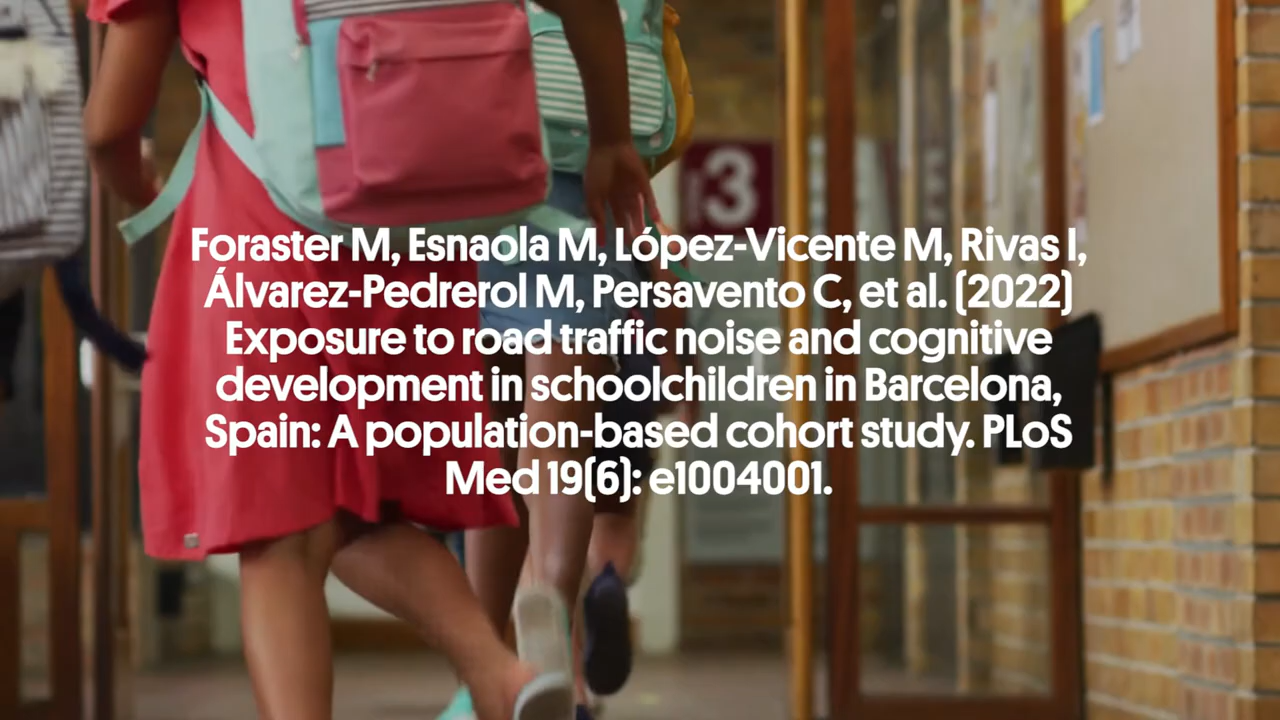 3
Foraster M, Esnaola M, López-Vicente M, Rivas I,
Álvarez-Pedrerol M, Persavento C, et al. (2022)
Exposure to road traffic noise and cognitive
development in schoolchildren in Barcelona,
Spain: A population-based cohort study. PLoS
Med 19(6): e1004001.